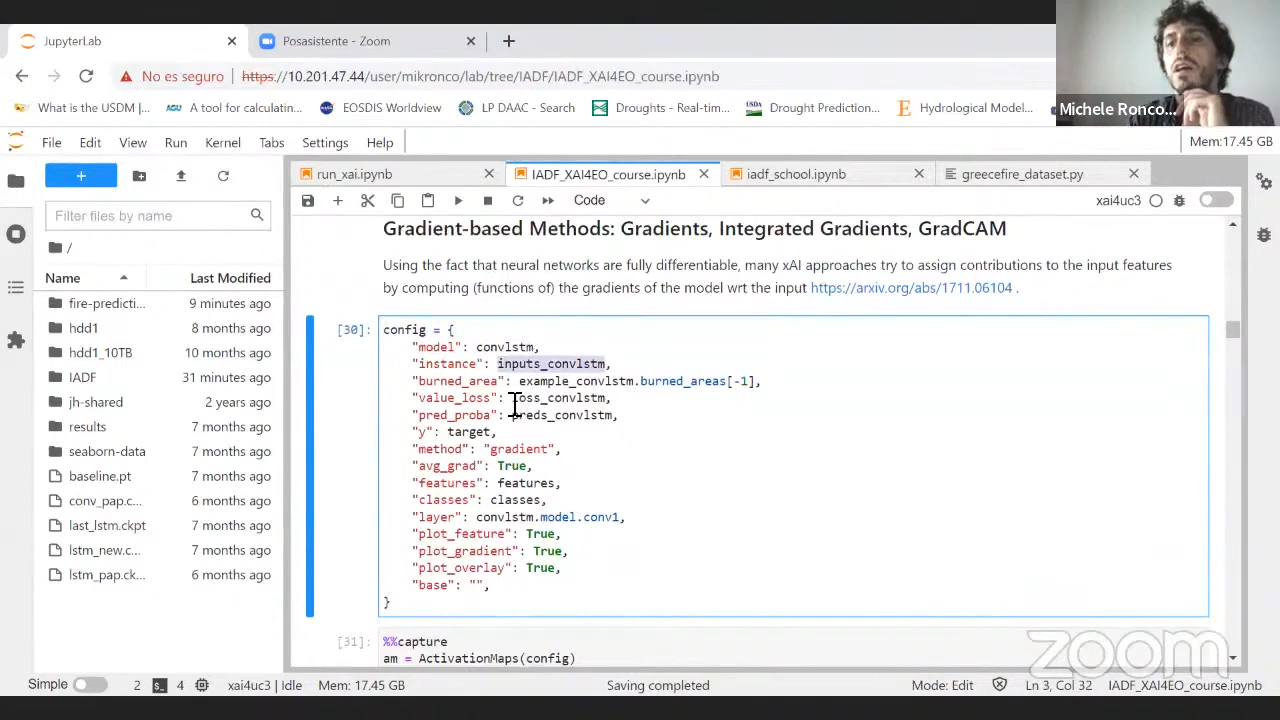 JupyterLab
Posasistente - Zoom
No es seguro | https://10.201.47.44/user/mikronco/lab/tree/IADF/IADF_XAI4EO_course.ipynb
What is the USDM |...
AGU
A tool for calculatin...
EOSDIS Worldview
LP DAAC - Search
Droughts - Real-tim...
USDA
Drought Prediction...
Hydrological Model...
Michele Ronco...
File Edit View Run Kernel Tabs Settings Help
Mem:17.45 GB
run_xai.ipynb
IADF_XAI4EO_course.ipynb
iadf_school.ipynb
greecefire_dataset.py
Code
xai4uc3
Filter files by name
/
Name Last Modified
fire-predicti... 9 minutes ago
hdd1 8 months ago
hdd1_10TB 10 months ago
IADF 31 minutes ago
jh-shared 2 years ago
results 7 months ago
seaborn-data 7 months ago
baseline.pt 7 months ago
conv_pap.c... 6 months ago
last_lstm.ckpt 7 months ago
lstm_new.c... 7 months ago
lstm_pap.ck... 6 months ago
Gradient-based Methods: Gradients, Integrated Gradients, GradCAM
Using the fact that neural networks are fully differentiable, many xAI approaches try to assign contributions to the input features
by computing (functions of) the gradients of the model wrt the input https://arxiv.org/abs/1711.06104 .
[30]: config = {
"model": convlstm,
"instance": inputs_convlstm,
"burned_area": example_convlstm.burned_areas[-1],
"value_loss": loss_convlstm,
"pred_proba": preds_convlstm,
"y": target,
"method": "gradient",
"avg_grad": True,
"features": features,
"classes": classes,
"layer": convlstm.model.conv1,
"plot_feature": True,
"plot_gradient": True,
"plot_overlay": True,
"base": "",
}
[31]: %%capture
am = ActivationMaps(config)
zoom
Simple 2 4 xai4uc3 | Idle Mem: 17.45 GB Saving completed Mode: Edit Ln 3, Col 32 IADF_XAI4EO_course.ipynb